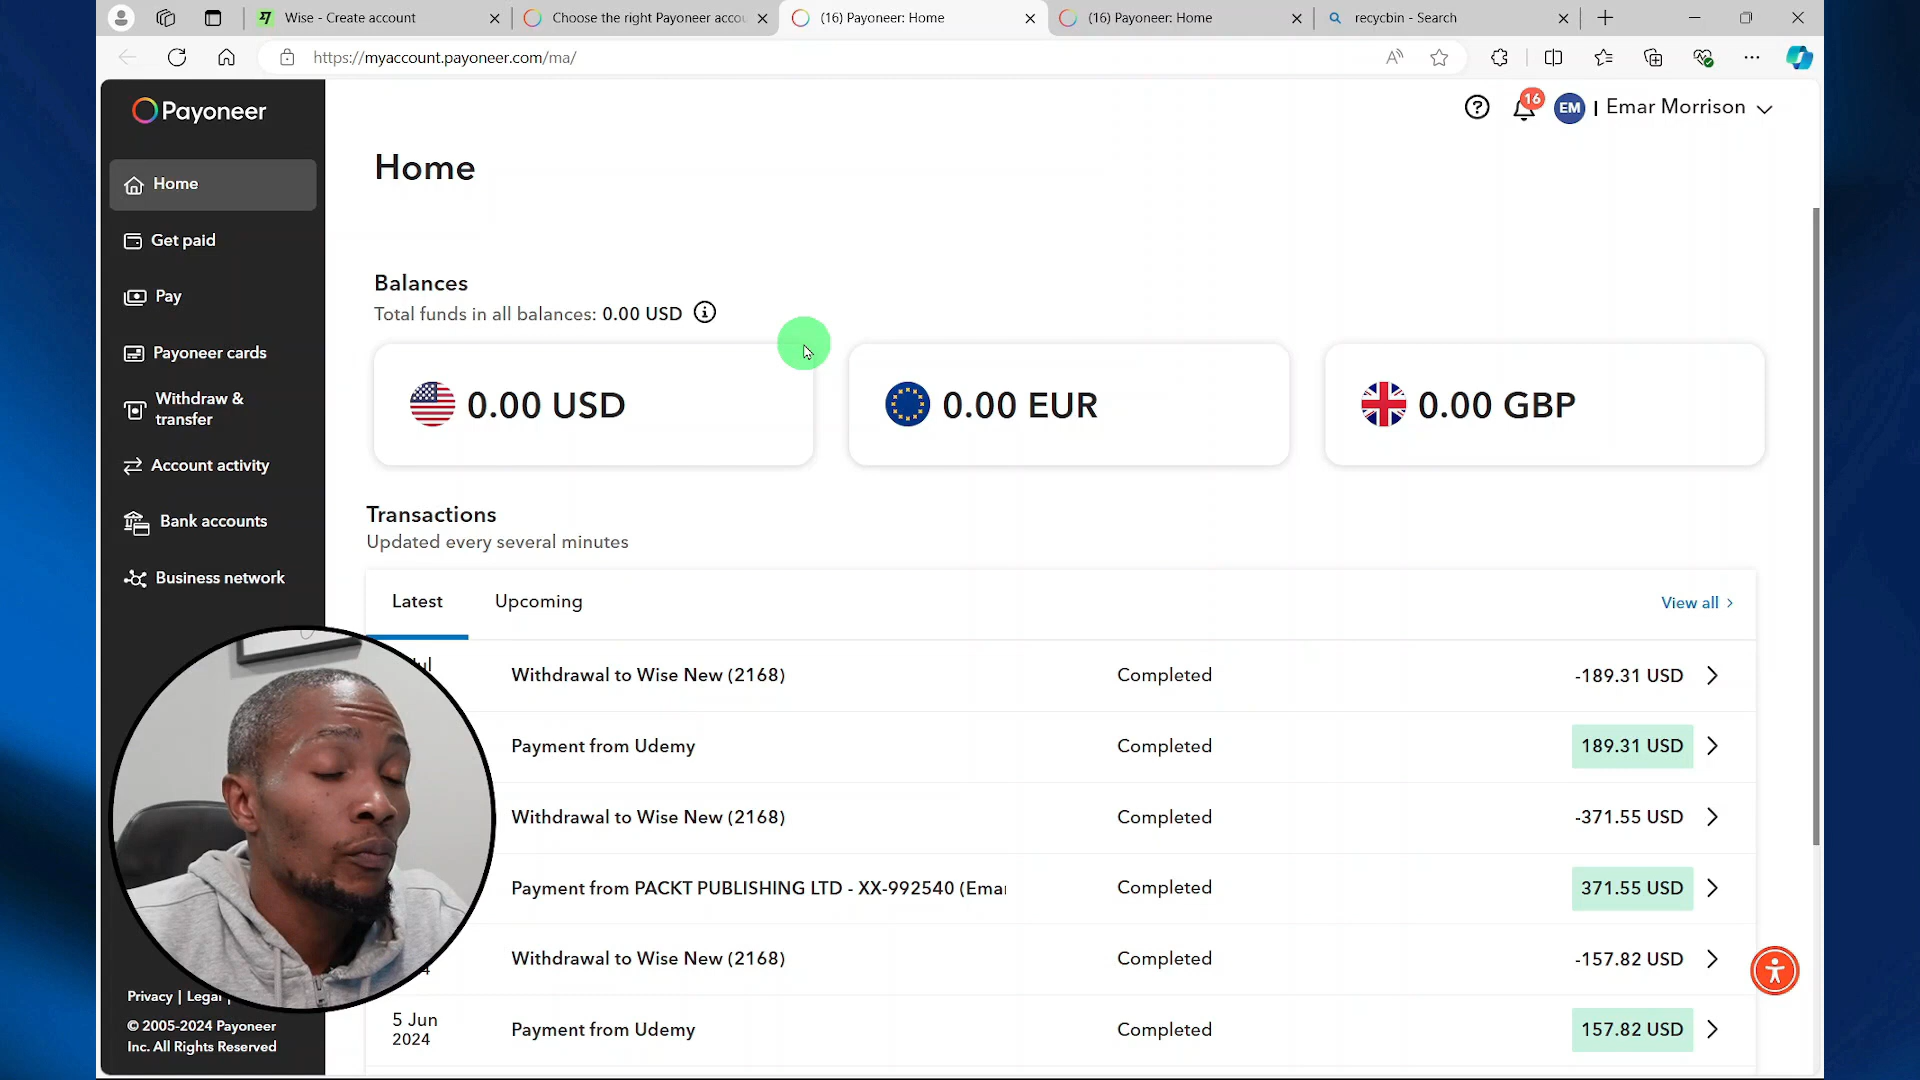 Wise - Create account
Choose the right Payoneer accou
(16) Payoneer: Home
(16) Payoneer: Home
recycbin - Search
https://myaccount.payoneer.com/ma/
Payoneer
16
EM
| Emar Morrison
Home
Get paid
Pay
Payoneer cards
Withdraw &
transfer
Account activity
Bank accounts
Business network
Home
Balances
Total funds in all balances: 0.00 USD
0.00 USD
0.00 EUR
0.00 GBP
Transactions
Updated every several minutes
Latest
Upcoming
View all >
Withdrawal to Wise New (2168)
Completed
-189.31 USD
Payment from Udemy
Completed
189.31 USD
Withdrawal to Wise New (2168)
Completed
-371.55 USD
Payment from PACKT PUBLISHING LTD - XX-992540 (Emar
Completed
371.55 USD
Withdrawal to Wise New (2168)
Completed
-157.82 USD
5 Jun
2024
Payment from Udemy
Completed
157.82 USD
Privacy | Legal
© 2005-2024 Payoneer
Inc. All Rights Reserved